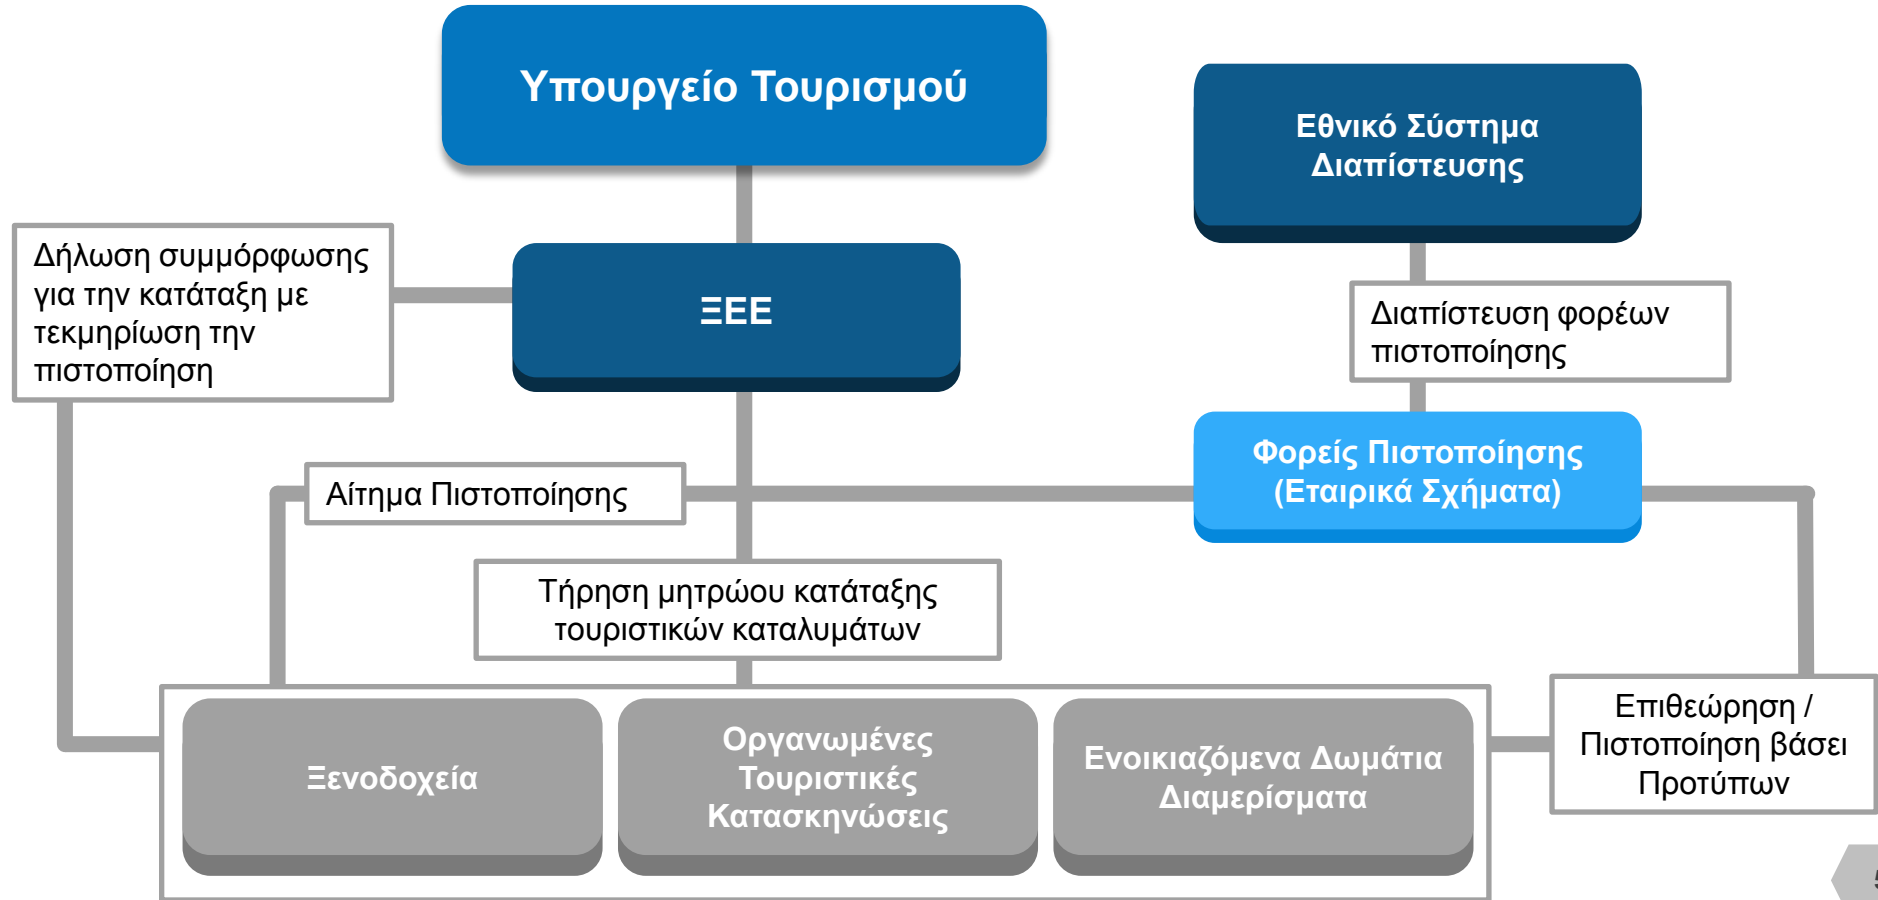 Υπουργείο Τουρισμού
Εθνικό Σύστημα
Διαπίστευσης
Δήλωση συμμόρφωσης
για την κατάταξη με
τεκμηρίωση την
πιστοποίηση
ΞΕΕ
Διαπίστευση φορέων
πιστοποίησης
Φορείς Πιστοποίησης
(Εταιρικά Σχήματα)
Αίτημα Πιστοποίησης
Τήρηση μητρώου κατάταξης
τουριστικών καταλυμάτων
Ξενοδοχεία
Οργανωμένες
Τουριστικές
Κατασκηνώσεις
Ενοικιαζόμενα Δωμάτια
Διαμερίσματα
Επιθεώρηση /
Πιστοποίηση βάσει
Προτύπων